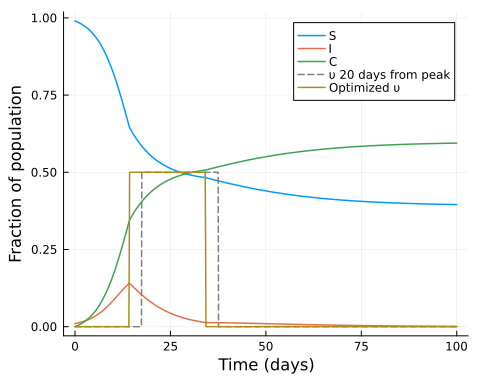 1.00
0.75
0.50
0.25
0.00
Fraction of population
S
I
C
υ 20 days from peak
Optimized υ
0
25
50
75
100
Time (days)